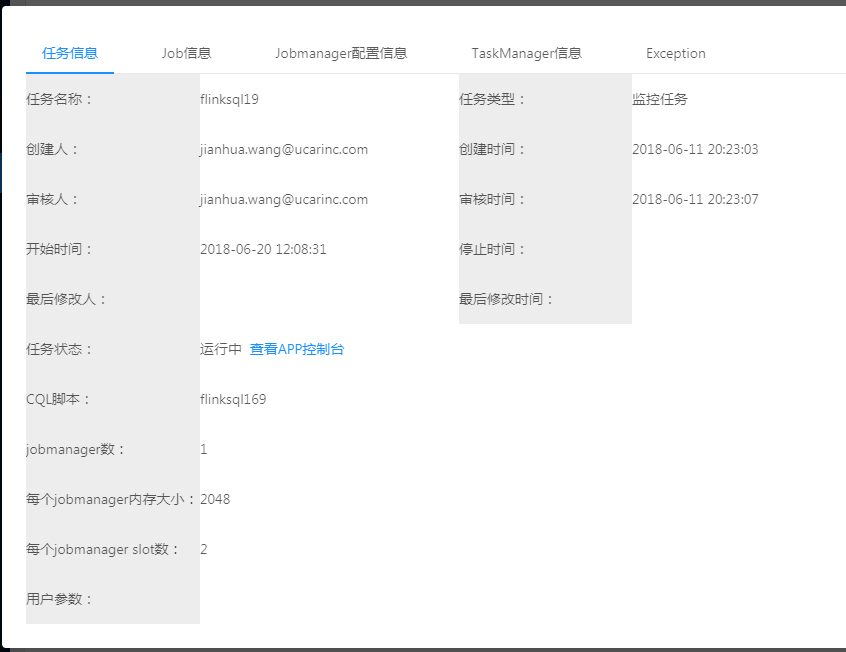 任务信息 Job信息 Jobmanager配置信息 TaskManager信息 Exception
任务名称： flinksql19 任务类型： 监控任务
创建人： jianhua.wang@ucarinc.com 创建时间： 2018-06-11 20:23:03
审核人： jianhua.wang@ucarinc.com 审核时间： 2018-06-11 20:23:07
开始时间： 2018-06-20 12:08:31 停止时间：
最后修改人： 最后修改时间：
任务状态： 运行中 查看APP控制台
CQL脚本： flinksql169
jobmanager数： 1
每个jobmanager内存大小： 2048
每个jobmanager slot数： 2
用户参数：